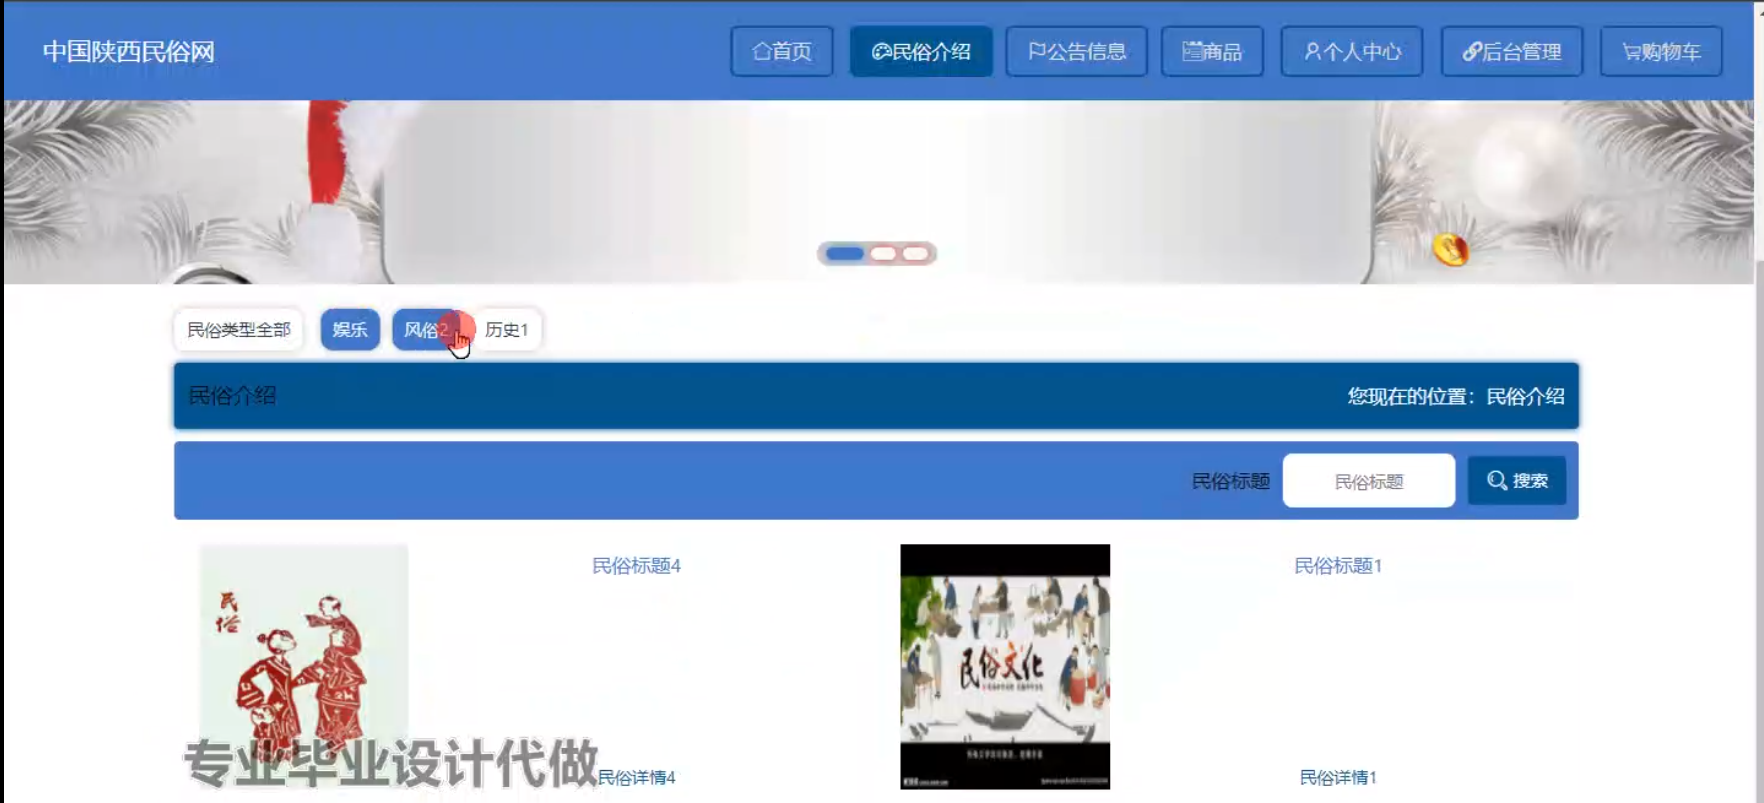 中国陕西民俗网
首页 民俗介绍 公告信息 商品 个人中心 后台管理 购物车
民俗类型全部 娱乐 风俗2 历史1
民俗介绍 您现在的位置：民俗介绍
民俗标题 民俗标题 搜索
民俗标题4
民俗
民俗详情4
民俗标题1
民俗文化
民俗详情1
专业毕业设计代做